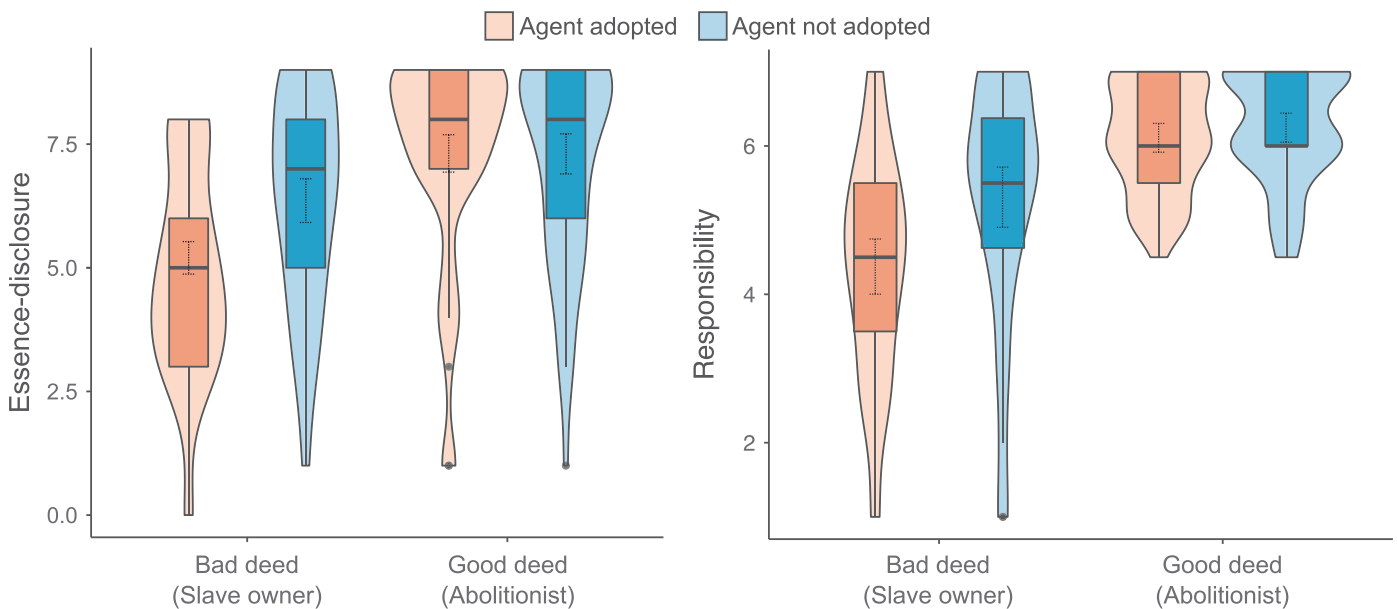 Agent adopted Agent not adopted
Essence-disclosure
7.5
5.0
2.5
0.0
Bad deed
(Slave owner)
Good deed
(Abolitionist)
Responsibility
6
4
2
Bad deed
(Slave owner)
Good deed
(Abolitionist)